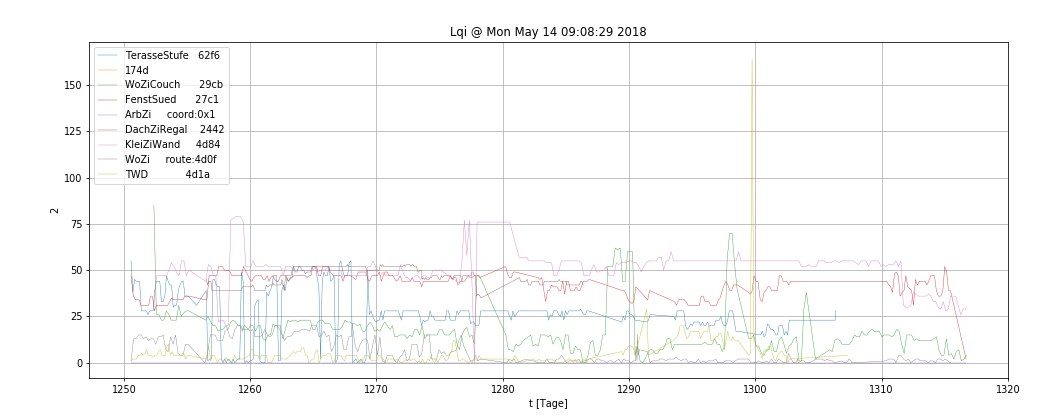 Lqi @ Mon May 14 09:08:29 2018
TerasseStufe 62f6
174d
WoZiCouch 29cb
FenstSued 27c1
ArbZi coord:0x1
DachZiRegal 2442
KleiZiWand 4d84
WoZi route:4d0f
TWD 4d1a
150
125
100
75
50
25
0
2
1250 1260 1270 1280 1290 1300 1310 1320
t [Tage]